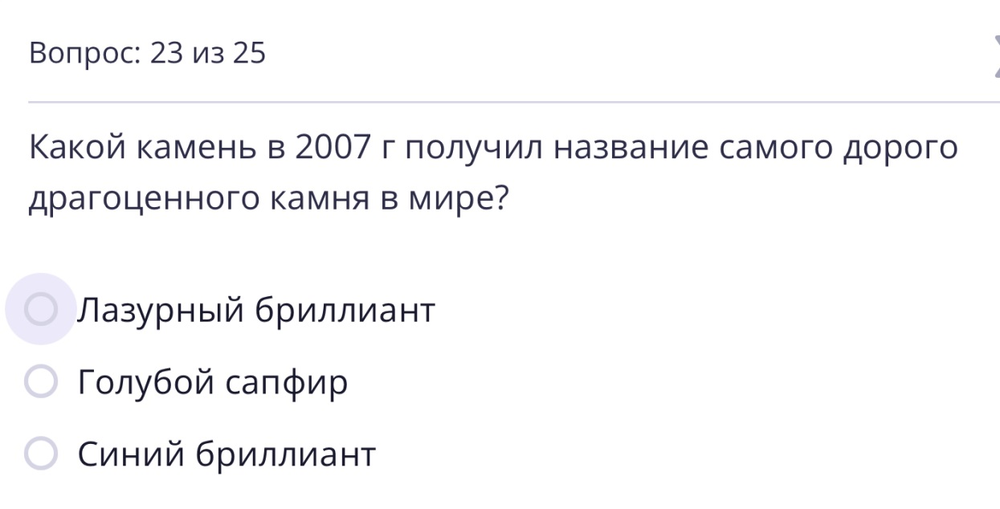 Вопрос: 23 из 25
Какой камень в 2007 г получил название самого дорого
драгоценного камня в мире?
Лазурный бриллиант
Голубой сапфир
Синий бриллиант